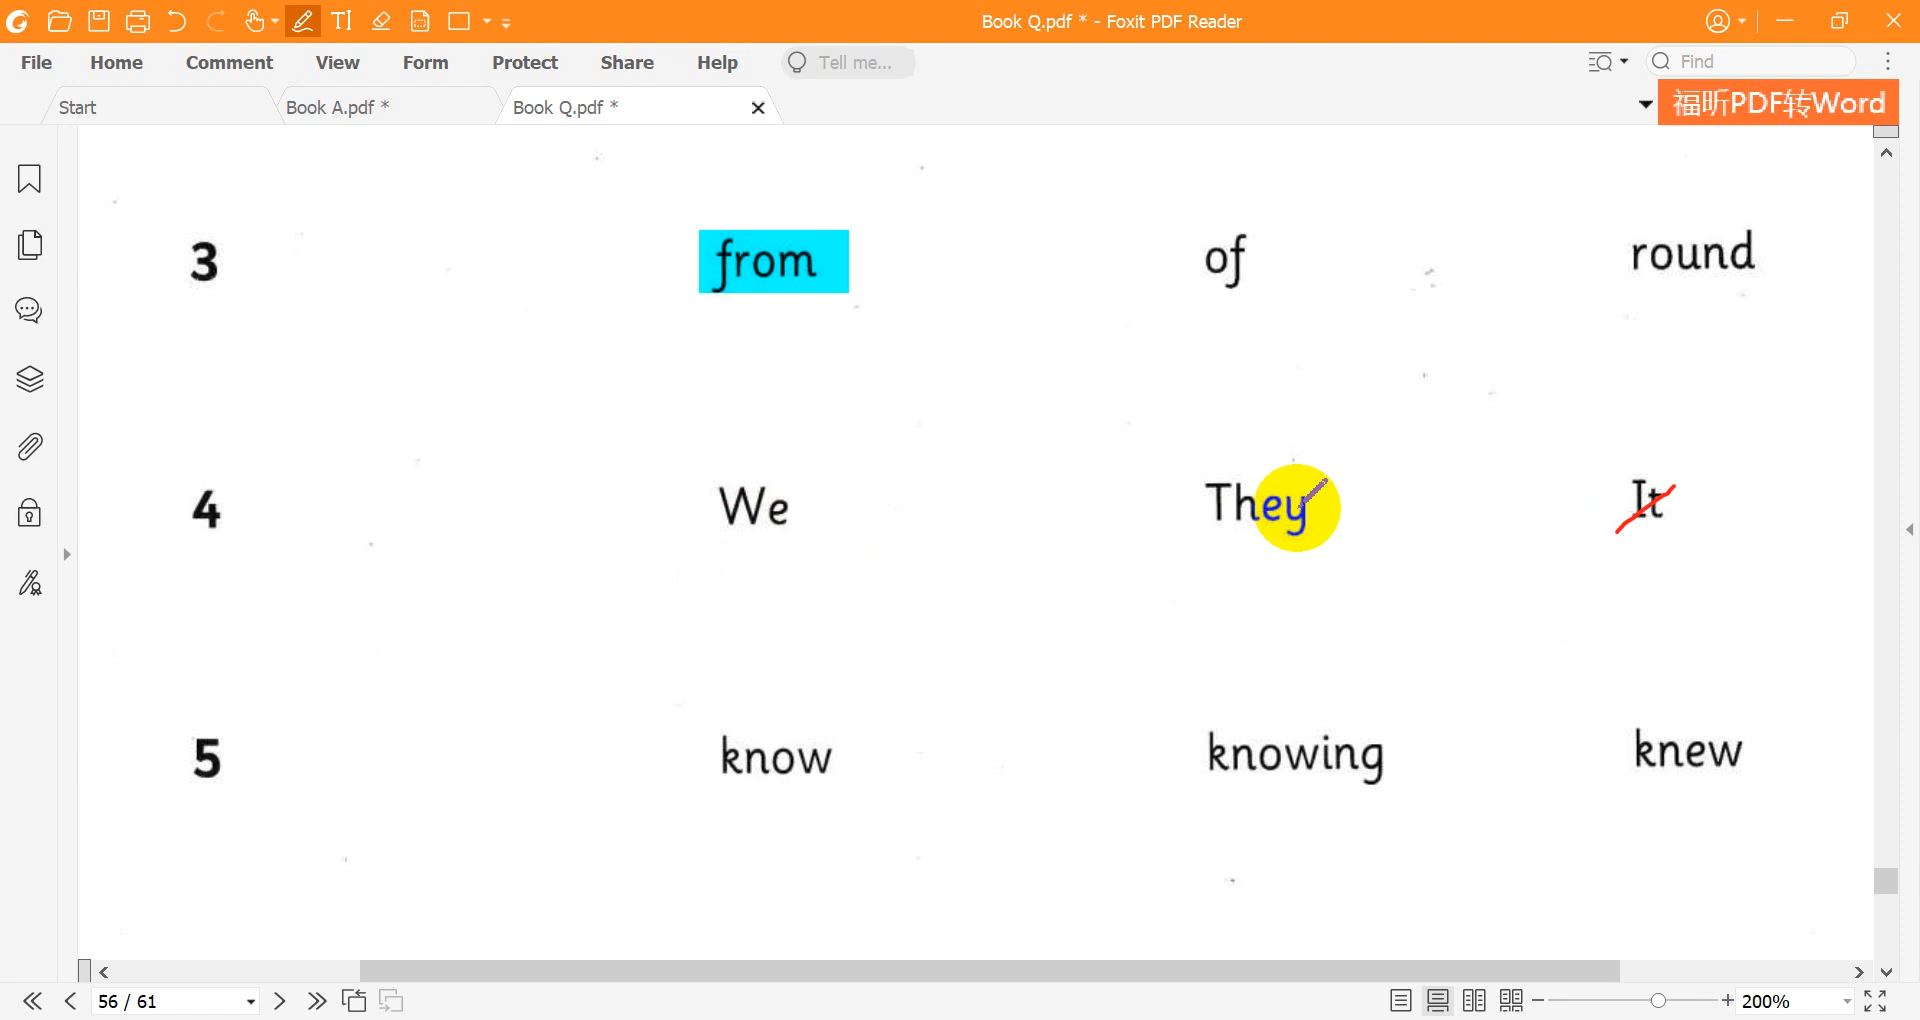 Book Q.pdf * - Foxit PDF Reader
File Home Comment View Form Protect Share Help Tell me... Find
Start Book A.pdf * Book Q.pdf * 福昕PDF转Word
3 from of round
4 We They It
5 know knowing knew
56 / 61 200%